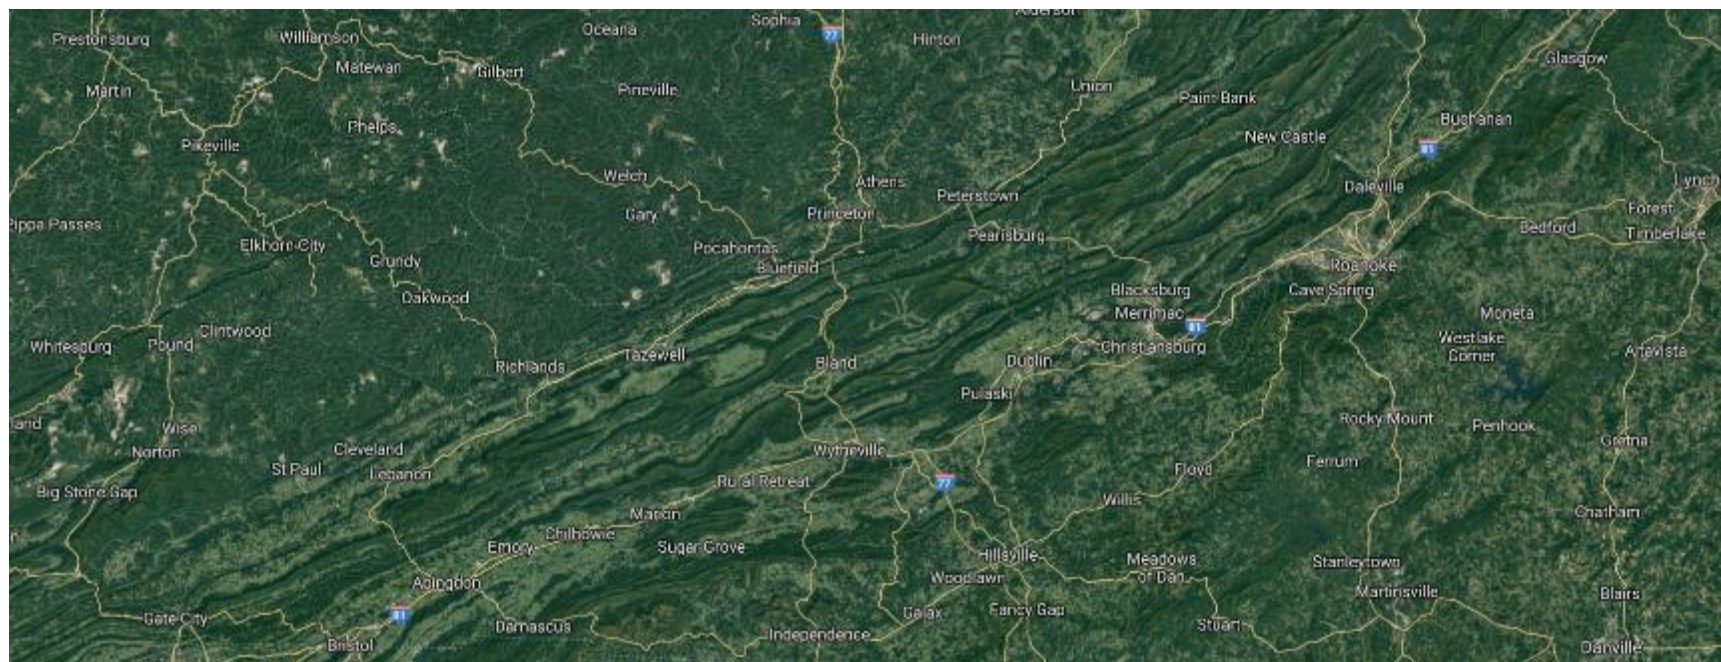 Alderson
Sophia
Oceana
77
Hinton
Williamson
Prestonsburg
Glasgow
Matewan
Gilbert
Union
Martin
Pineville
Paint Bank
Phelps
Buchanan
New Castle
Pikeville
81
Welch
Athens
Daleville
Lynch
Peterstown
Gary
Princeton
Forest
Pippa Passes
Bedford
Timberlake
Pearisburg
Elkhorn City
Pocahontas
Grundy
Bluefield
Roanoke
Oakwood
Blacksburg
Cave Spring
Merrimac
Moneta
81
Clintwood
Whitesburg
Pound
Christiansburg
Westlake
Corner
Altavista
Tazewell
Richlands
Bland
Dublin
Pulaski
land
Rocky Mount
Penhook
Wise
Gretna
Norton
Cleveland
Wytheville
St Paul
Lebanon
Ferrum
Floyd
Rural Retreat
77
Big Stone Gap
Willis
Marion
Chatham
Chilhowie
n
Emory
Sugar Grove
Hillsville
Meadows
of Dan
Stanleytown
Abingdon
Woodlawn
Martinsville
Blairs
81
Galax
Fancy Gap
Gate City
Damascus
Stuart
Independence
Bristol
Danville